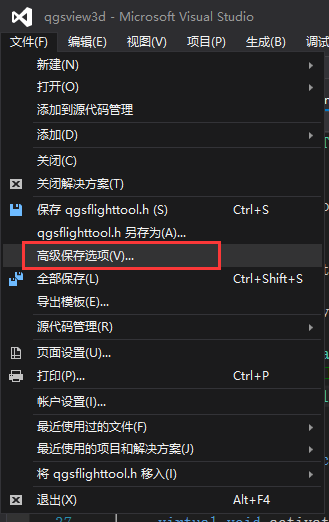 qgsview3d - Microsoft Visual Studio
文件(F) 编辑(E) 视图(V) 项目(P) 生成(B) 调试
新建(N)
打开(O)
添加到源代码管理
添加(D)
关闭(C)
关闭解决方案(T)
保存 qgsflighttool.h (S) Ctrl+S
qgsflighttool.h 另存为(A)...
高级保存选项(V)...
全部保存(L) Ctrl+Shift+S
导出模板(E)...
源代码管理(R)
页面设置(U)...
打印(P)... Ctrl+P
帐户设置(I)...
最近使用过的文件(F)
最近使用的项目和解决方案(J)
将 qgsflighttool.h 移入(I)
退出(X) Alt+F4
27 virtual void activat